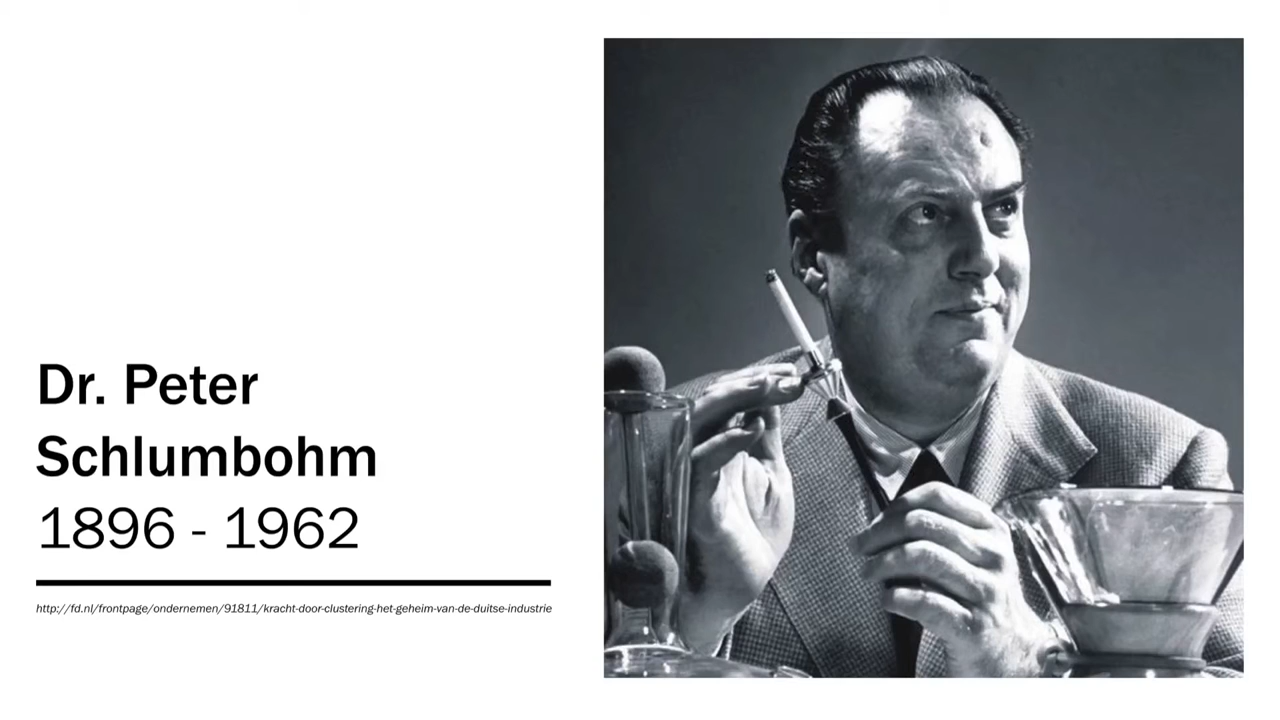 Dr. Peter
Schlumbohm
1896 - 1962
http://fd.nl/frontpage/ondernemen/91811/kracht-door-clustering-het-geheim-van-de-duitse-industrie